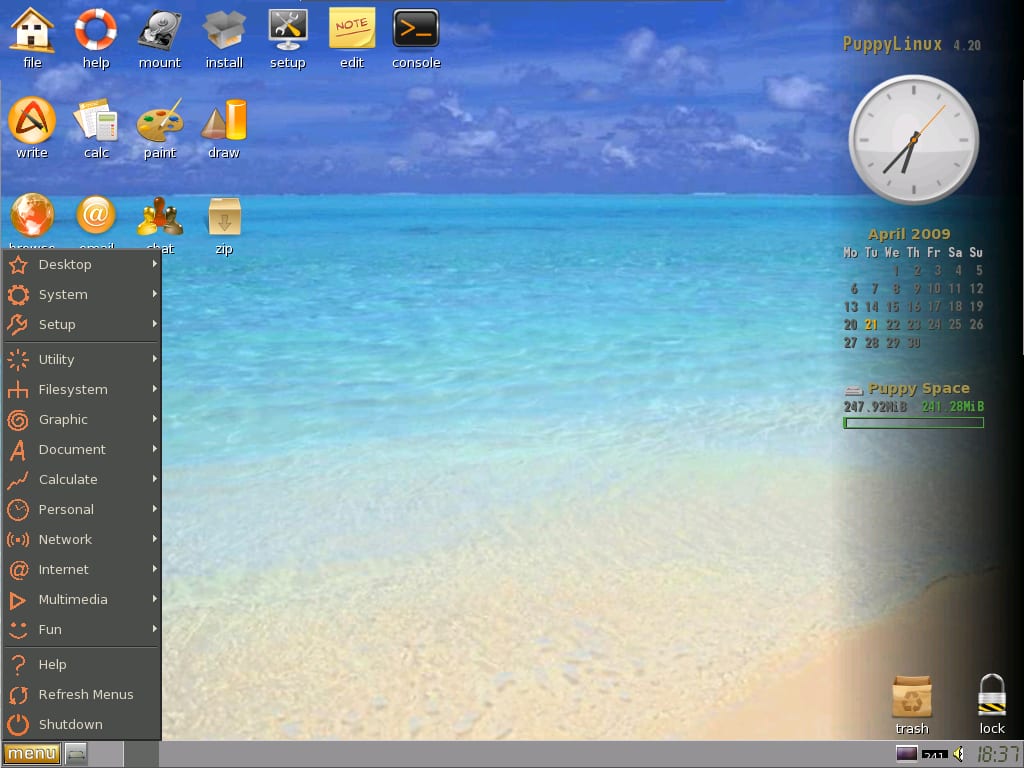 file help mount install setup edit console
NOTE
PuppyLinux 4.20
write calc paint draw
chat zip
April 2009
Mo Tu We Th Fr Sa Su
1 2 3 4 5
6 7 8 9 10 11 12
13 14 15 16 17 18 19
20 21 22 23 24 25 26
27 28 29 30
Puppy Space
247.92MiB 241.28MiB
Desktop
System
Setup
Utility
Filesystem
Graphic
Document
Calculate
Personal
Network
Internet
Multimedia
Fun
Help
Refresh Menus
Shutdown
trash lock
menu
241
18:37